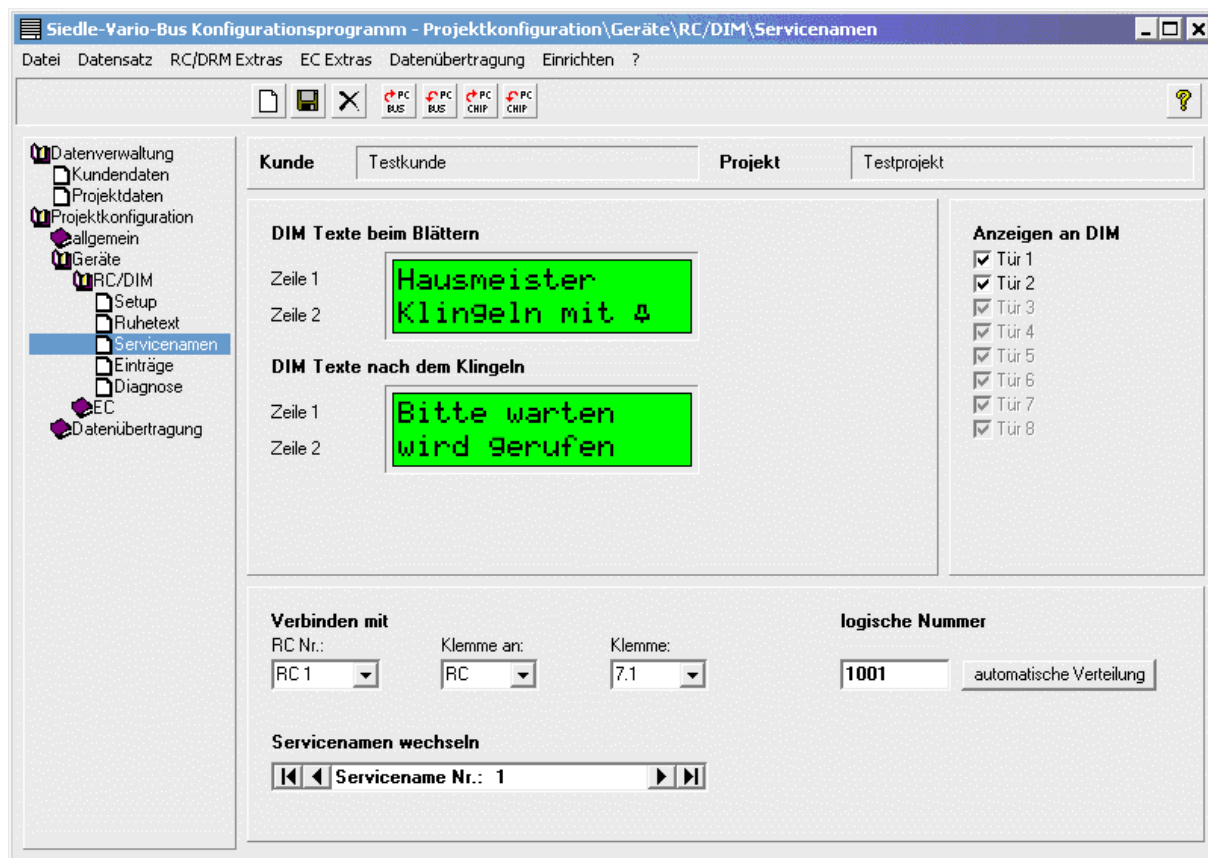 Siedle-Vario-Bus Konfigurationsprogramm - Projektkonfiguration\Geräte\RC/DIM\Servicenamen
Datei Datensatz RC/DRM Extras EC Extras Datenübertragung Einrichten ?
PC BUS PC BUS PC CHIP PC CHIP ?
Datenverwaltung
Kundendaten
Projektdaten
Projektkonfiguration
allgemein
Geräte
RC/DIM
Setup
Ruhetext
Servicenamen
Einträge
Diagnose
EC
Datenübertragung
Kunde Testkunde Projekt Testprojekt
DIM Texte beim Blättern
Zeile 1 Hausmeister
Zeile 2 Klingeln mit
DIM Texte nach dem Klingeln
Zeile 1 Bitte warten
Zeile 2 wird gerufen
Anzeigen an DIM
Tür 1
Tür 2
Tür 3
Tür 4
Tür 5
Tür 6
Tür 7
Tür 8
Verbinden mit
RC Nr.: Klemme an: Klemme:
RC 1 RC 7.1
logische Nummer
1001 automatische Verteilung
Servicenamen wechseln
Servicename Nr.: 1